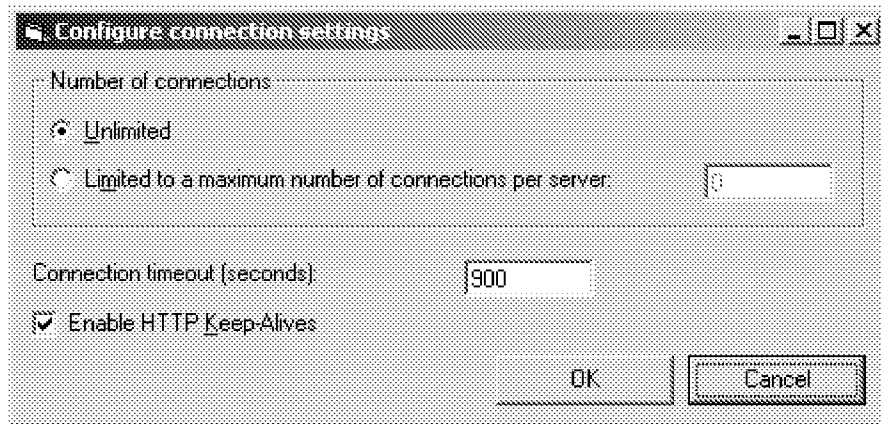 Configure connection settings
Number of connections
Unlimited
Limited to a maximum number of connections per server: 0
Connection timeout (seconds) 900
Enable HTTP Keep-Alives
OK Cancel